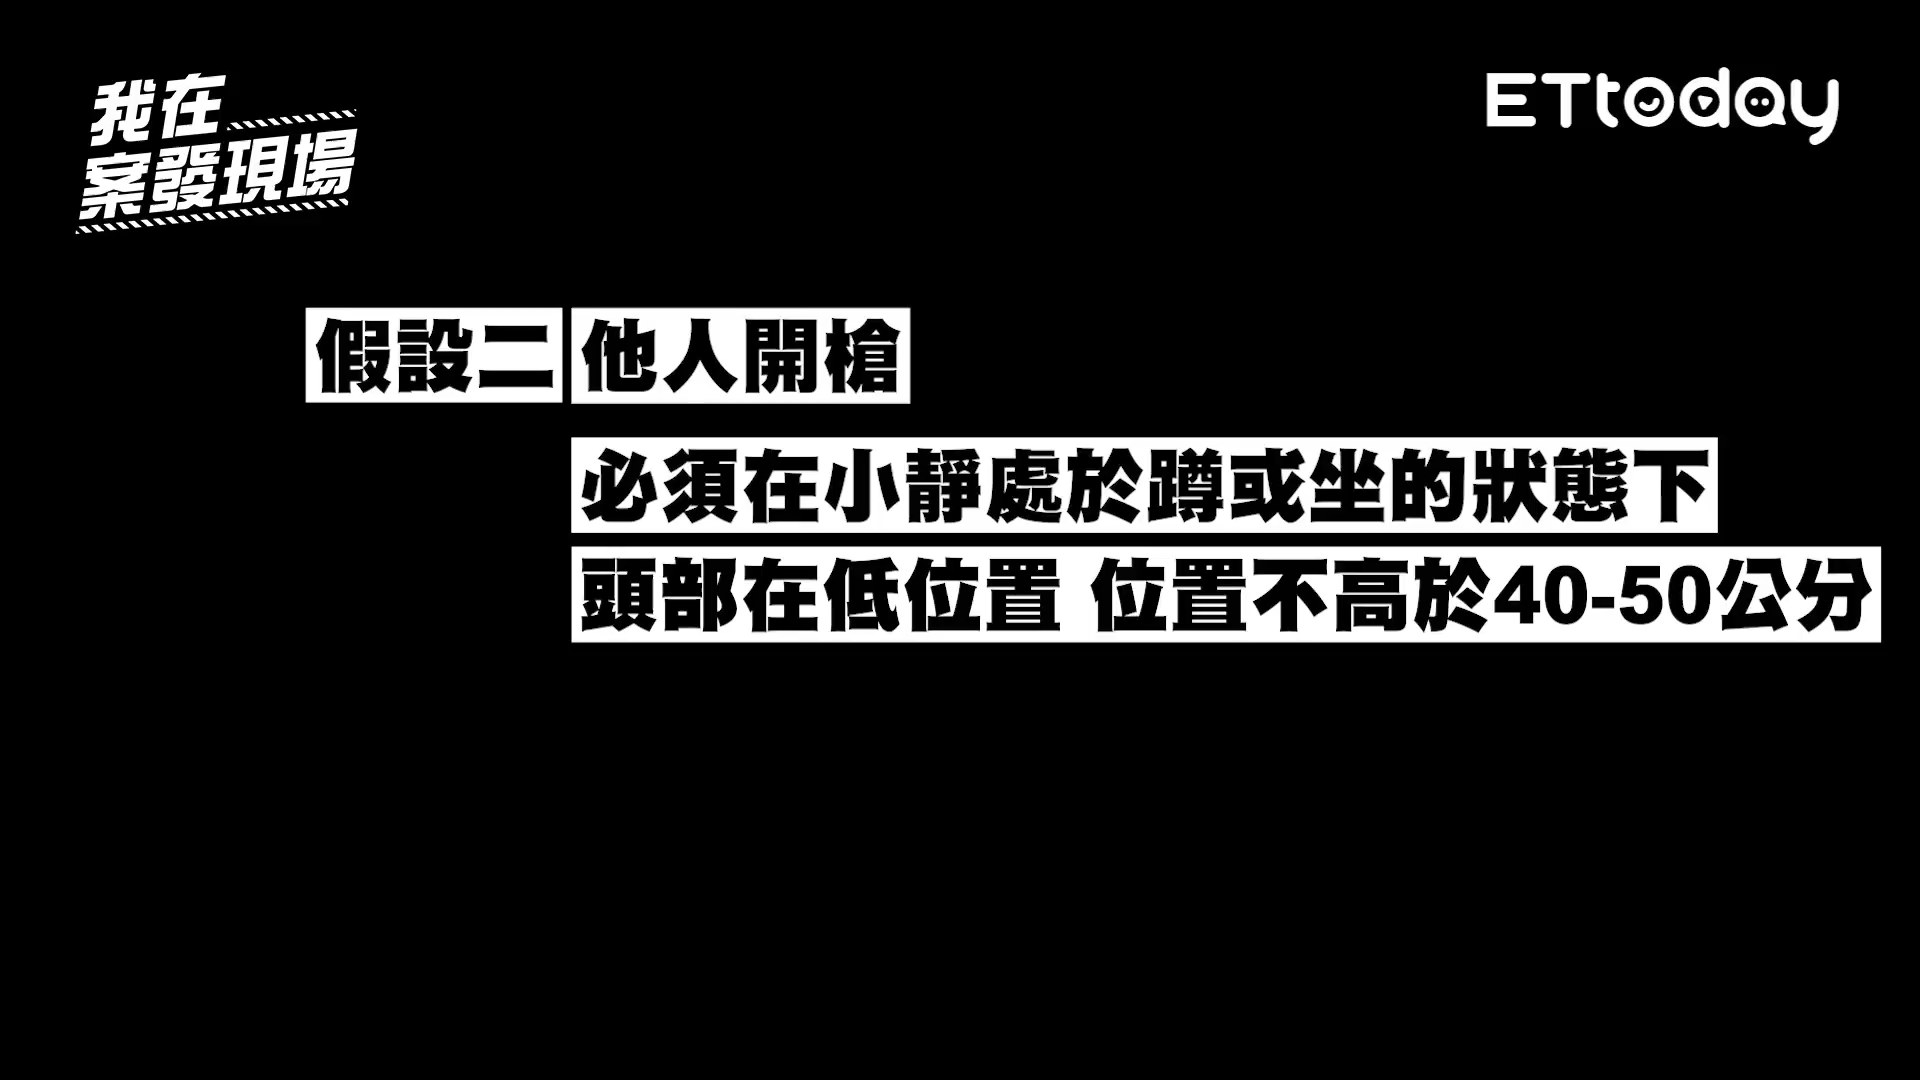 我在
案發現場
ETtoday
假設二 他人開槍
必須在小靜處於蹲或坐的狀態下
頭部在低位置 位置不高於40-50公分